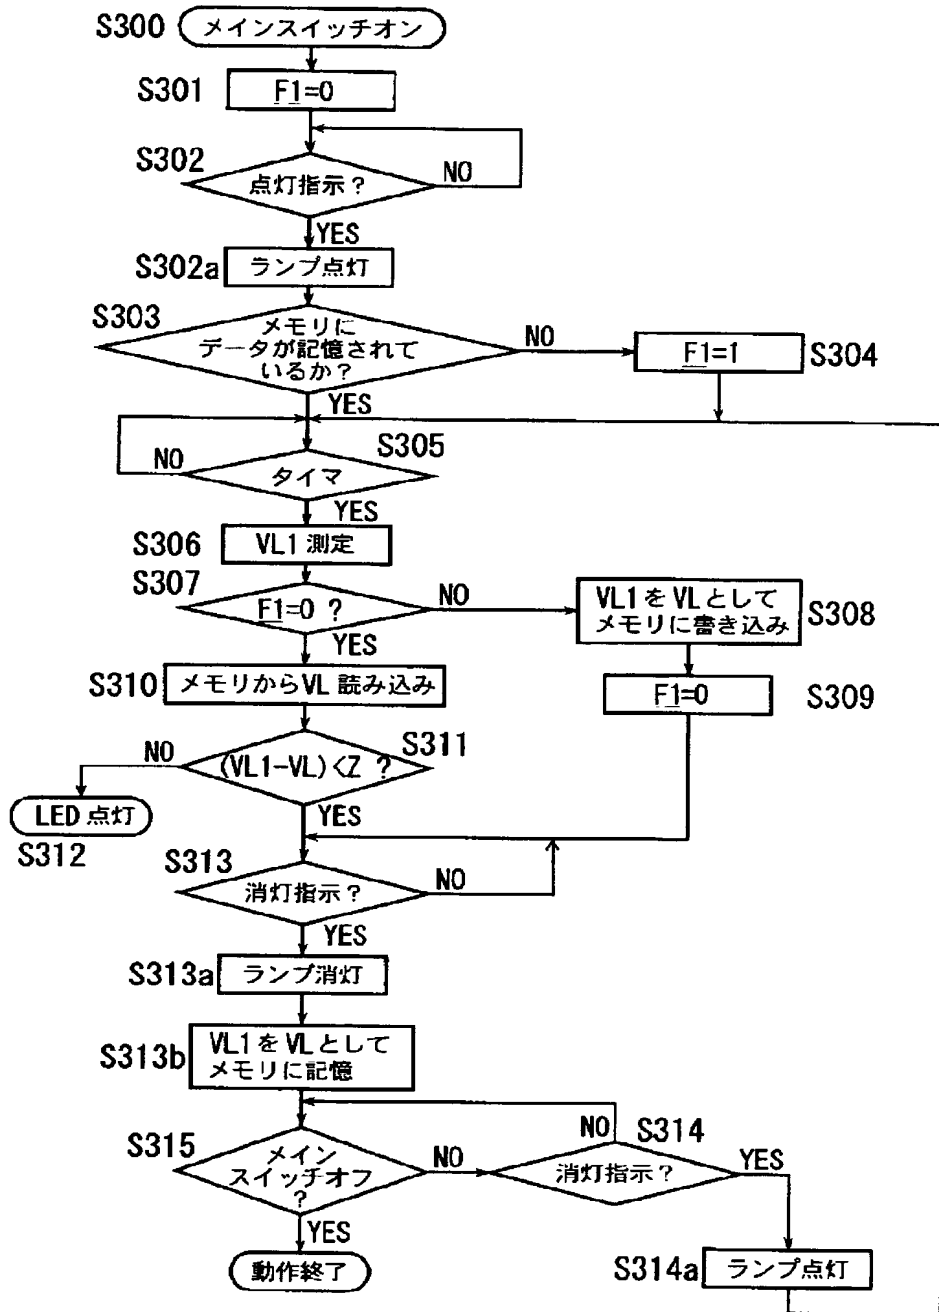 S300 メインスイッチオン
S301 F1=0
S302 点灯指示?
NO
YES
S302a ランプ点灯
S303 メモリに
データが記憶されて
いるか?
NO
F1=1 S304
YES
S305
NO タイマ
YES
S306 VL1 測定
S307 F1=0 ?
NO
VL1をVLとして
メモリに書き込み
S308
YES
S310 メモリからVL 読み込み
F1=0 S309
S311
NO (VL1-VL)<Z ?
LED 点灯
S312
YES
S313 消灯指示?
NO
YES
S313a ランプ消灯
S313b VL1をVLとして
メモリに記憶
S315 メイン
スイッチオフ
?
NO
NO S314
消灯指示?
YES
YES
動作終了
S314a ランプ点灯